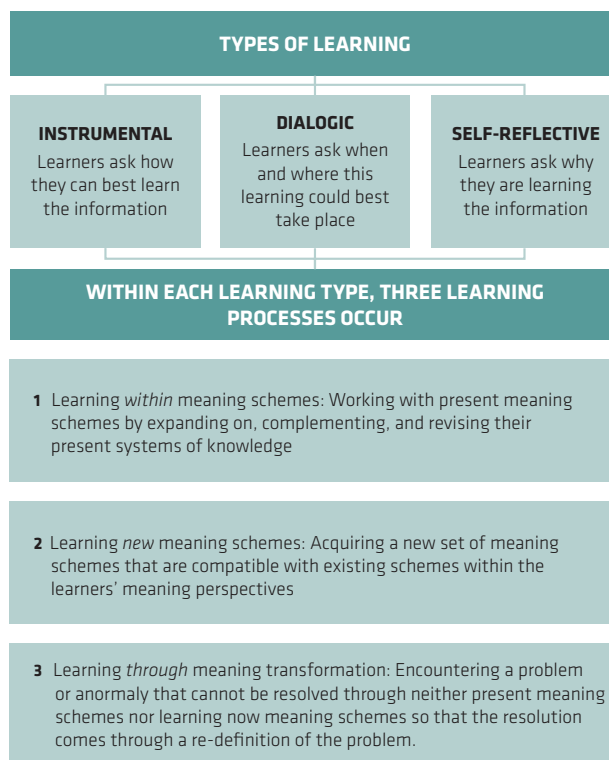 TYPES OF LEARNING
INSTRUMENTAL
Learners ask how
they can best learn
the information
DIALOGIC
Learners ask when
and where this
learning could best
take place
SELF-REFLECTIVE
Learners ask why
they are learning
the information
WITHIN EACH LEARNING TYPE, THREE LEARNING
PROCESSES OCCUR
1 Learning within meaning schemes: Working with present meaning
schemes by expanding on, complementing, and revising their
present systems of knowledge
2 Learning new meaning schemes: Acquiring a new set of meaning
schemes that are compatible with existing schemes within the
learners’ meaning perspectives
3 Learning through meaning transformation: Encountering a problem
or anormaly that cannot be resolved through neither present meaning
schemes nor learning now meaning schemes so that the resolution
comes through a re-definition of the problem.